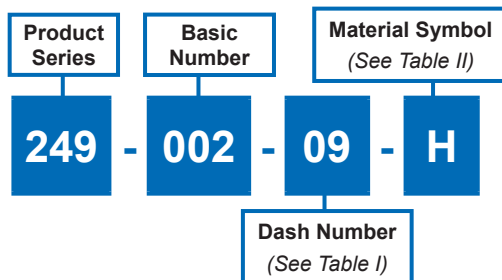 Product
Series
Basic
Number
Material Symbol
(See Table II)
249 - 002 - 09 - H
Dash Number
(See Table I)